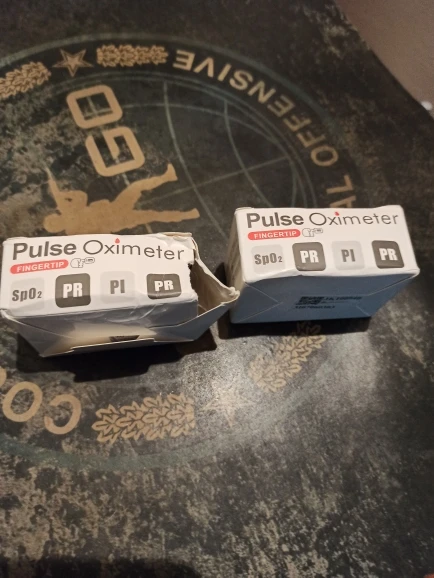 GO
OFFENSIVE
Pulse Oximeter
FINGERTIP
SpO2 PR PI PR
Pulse Oximeter
FINGERTIP
SpO2 PR PI PR